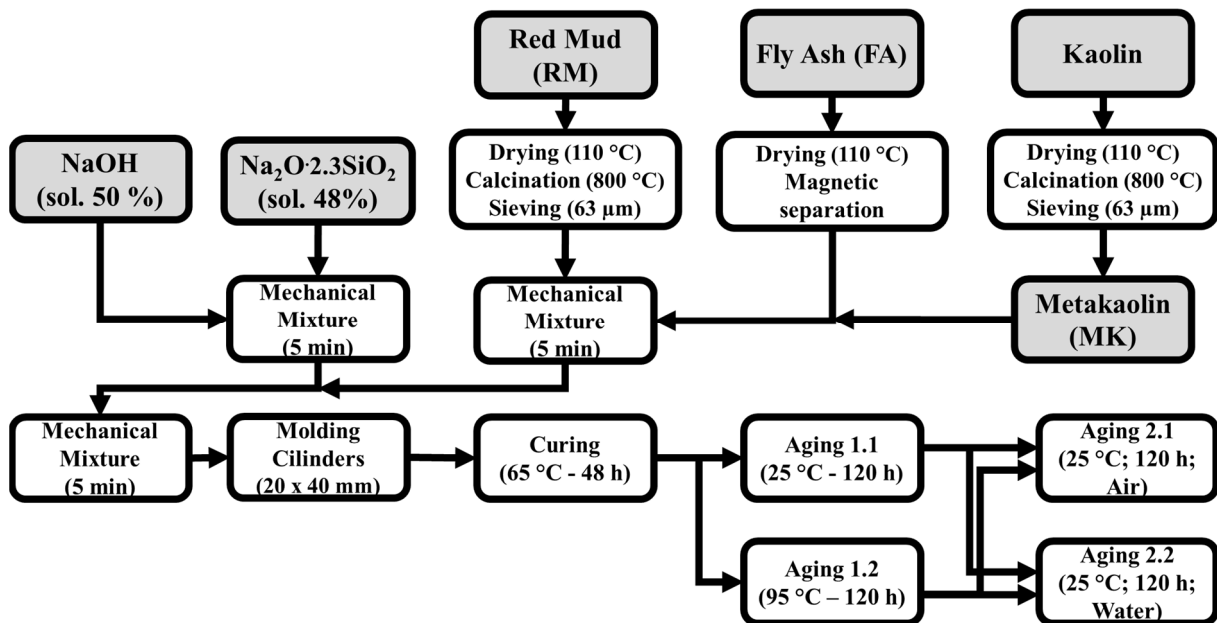 Red Mud
(RM)
Fly Ash (FA)
Kaolin
NaOH
(sol. 50 %)
Na₂O·2.3SiO₂
(sol. 48%)
Drying (110 °C)
Calcination (800 °C)
Sieving (63 µm)
Drying (110 °C)
Magnetic
separation
Drying (110 °C)
Calcination (800 °C)
Sieving (63 µm)
Mechanical
Mixture
(5 min)
Mechanical
Mixture
(5 min)
Metakaolin
(MK)
Mechanical
Mixture
(5 min)
Molding
Cilinders
(20 x 40 mm)
Curing
(65 °C - 48 h)
Aging 1.1
(25 °C - 120 h)
Aging 2.1
(25 °C; 120 h;
Air)
Aging 1.2
(95 °C – 120 h)
Aging 2.2
(25 °C; 120 h;
Water)